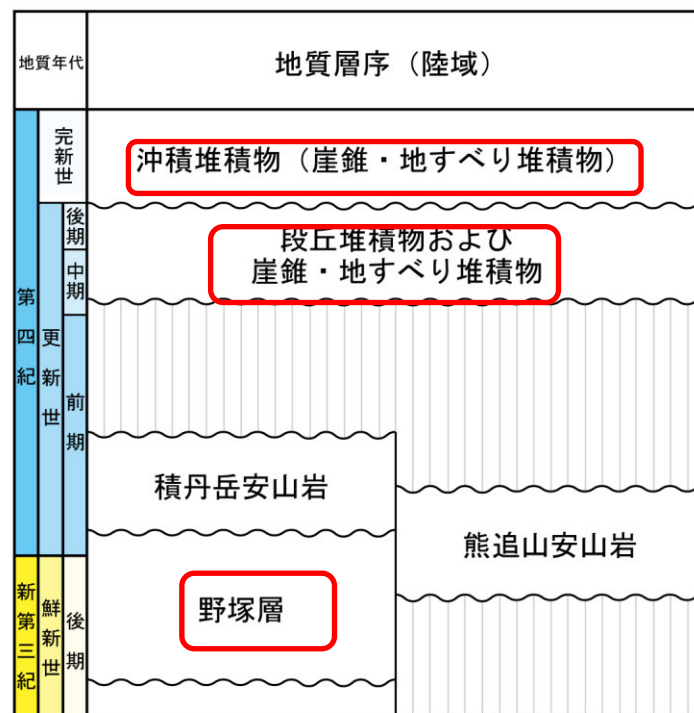 地質年代
地質層序（陸域）
第四紀
完新世
沖積堆積物（崖錐・地すべり堆積物）
更新世
後期
中期
段丘堆積物および
崖錐・地すべり堆積物
前期
積丹岳安山岩
熊追山安山岩
新第三紀
鮮新世
後期
野塚層